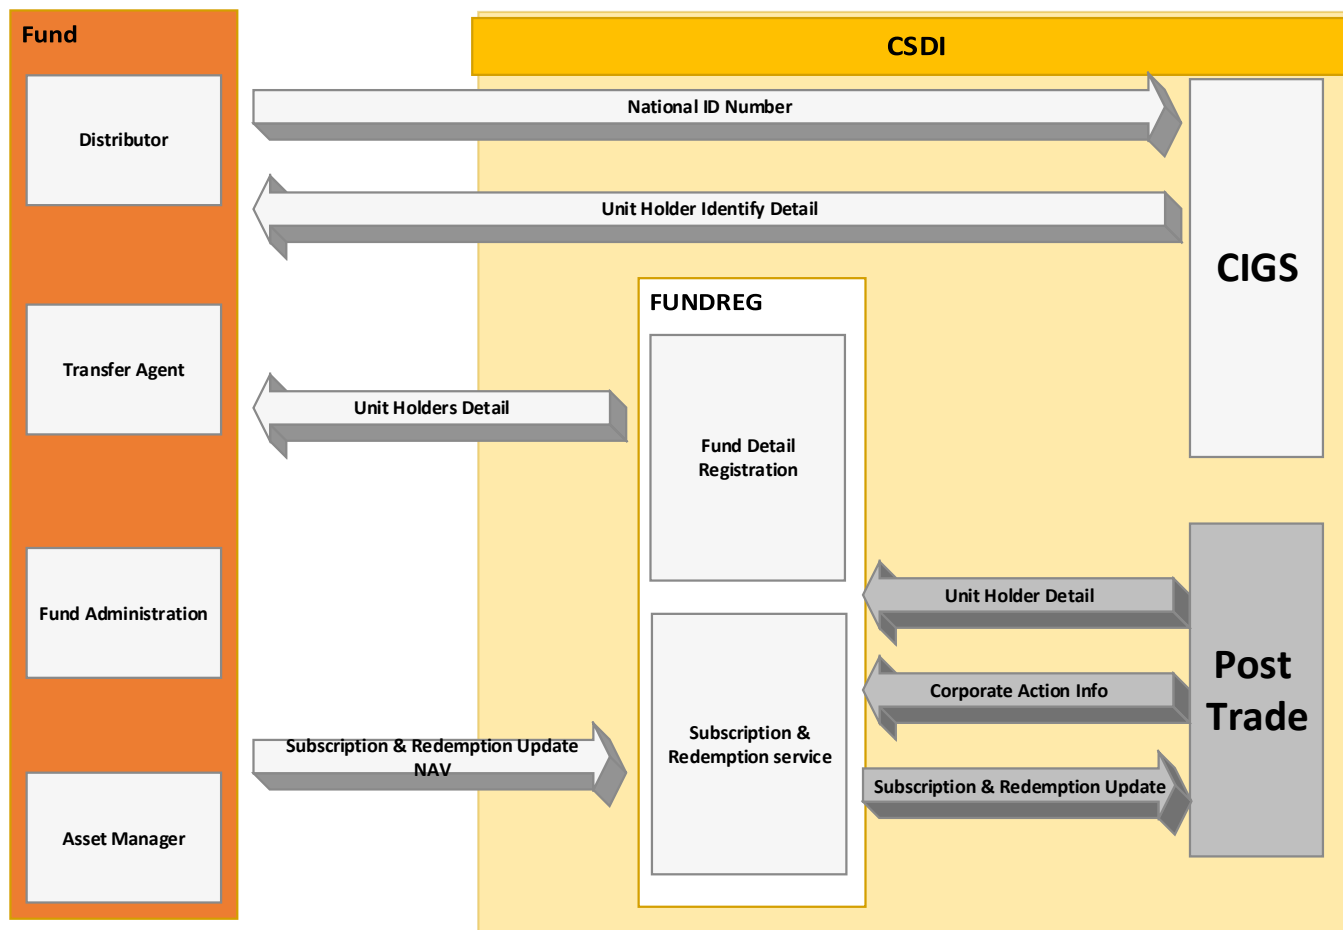 Fund
CSDI
Distributor
National ID Number
Unit Holder Identify Detail
CIGS
FUNDREG
Transfer Agent
Unit Holders Detail
Fund Detail
Registration
Fund Administration
Unit Holder Detail
Corporate Action Info
Post
Trade
Subscription & Redemption Update
NAV
Subscription &
Redemption service
Subscription & Redemption Update
Asset Manager